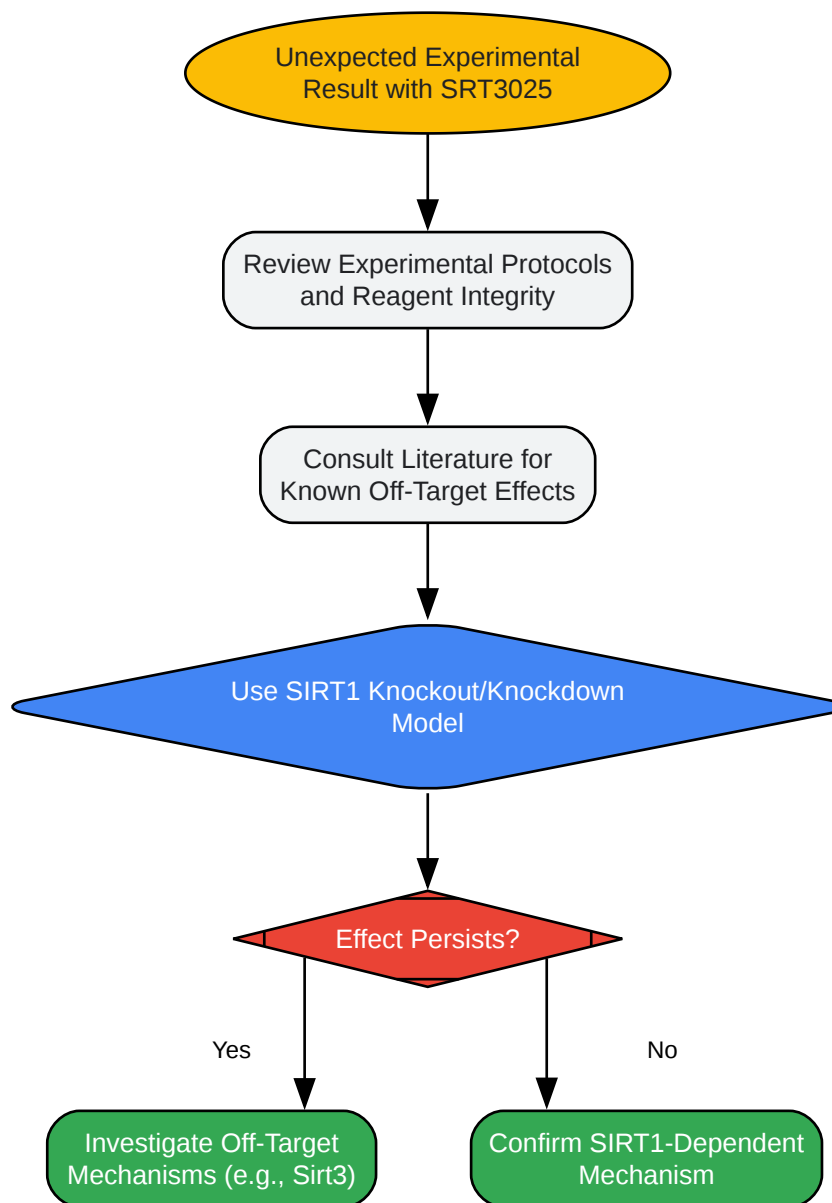 Unexpected Experimental
Result with SRT3025
Review Experimental Protocols
and Reagent Integrity
Consult Literature for
Known Off-Target Effects
Use SIRT1 Knockout/Knockdown
Model
Effect Persists?
Yes
No
Investigate Off-Target
Mechanisms (e.g., Sirt3)
Confirm SIRT1-Dependent
Mechanism